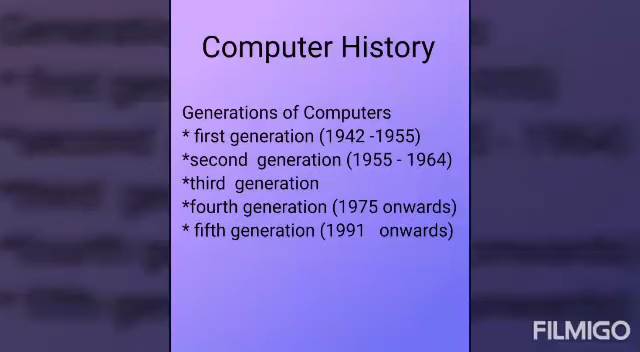 Computer History
Generations of Computers
* first generation (1942 -1955)
*second  generation (1955 - 1964)
*third  generation
*fourth generation (1975 onwards)
* fifth generation (1991   onwards)
FILMIGO